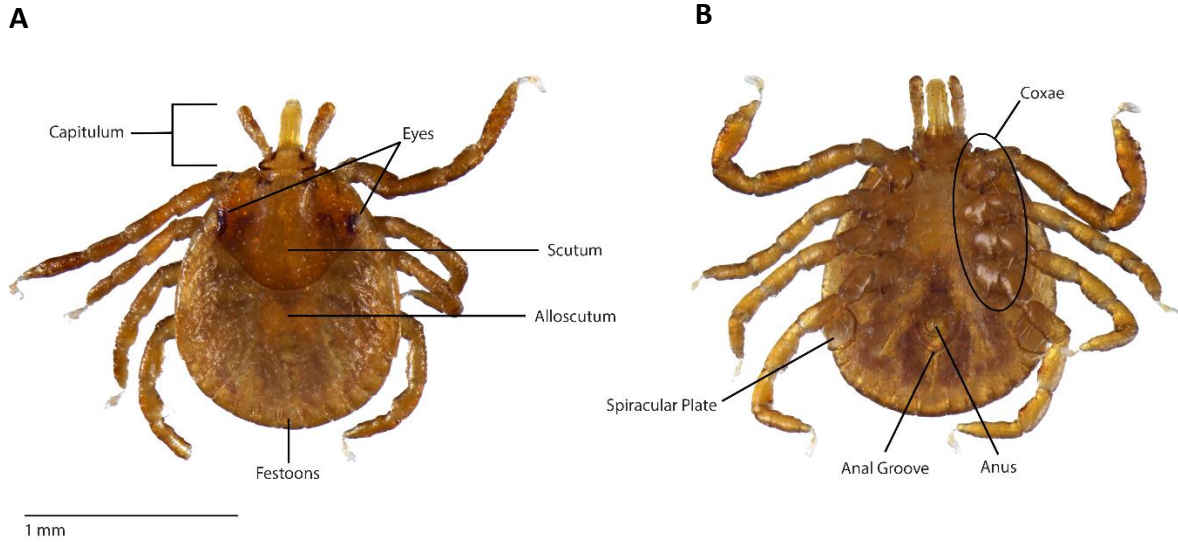 A
B
Capitulum
Eyes
Coxae
Scutum
Alloscutum
Spiracular Plate
Anal Groove
Anus
Festoons
1 mm